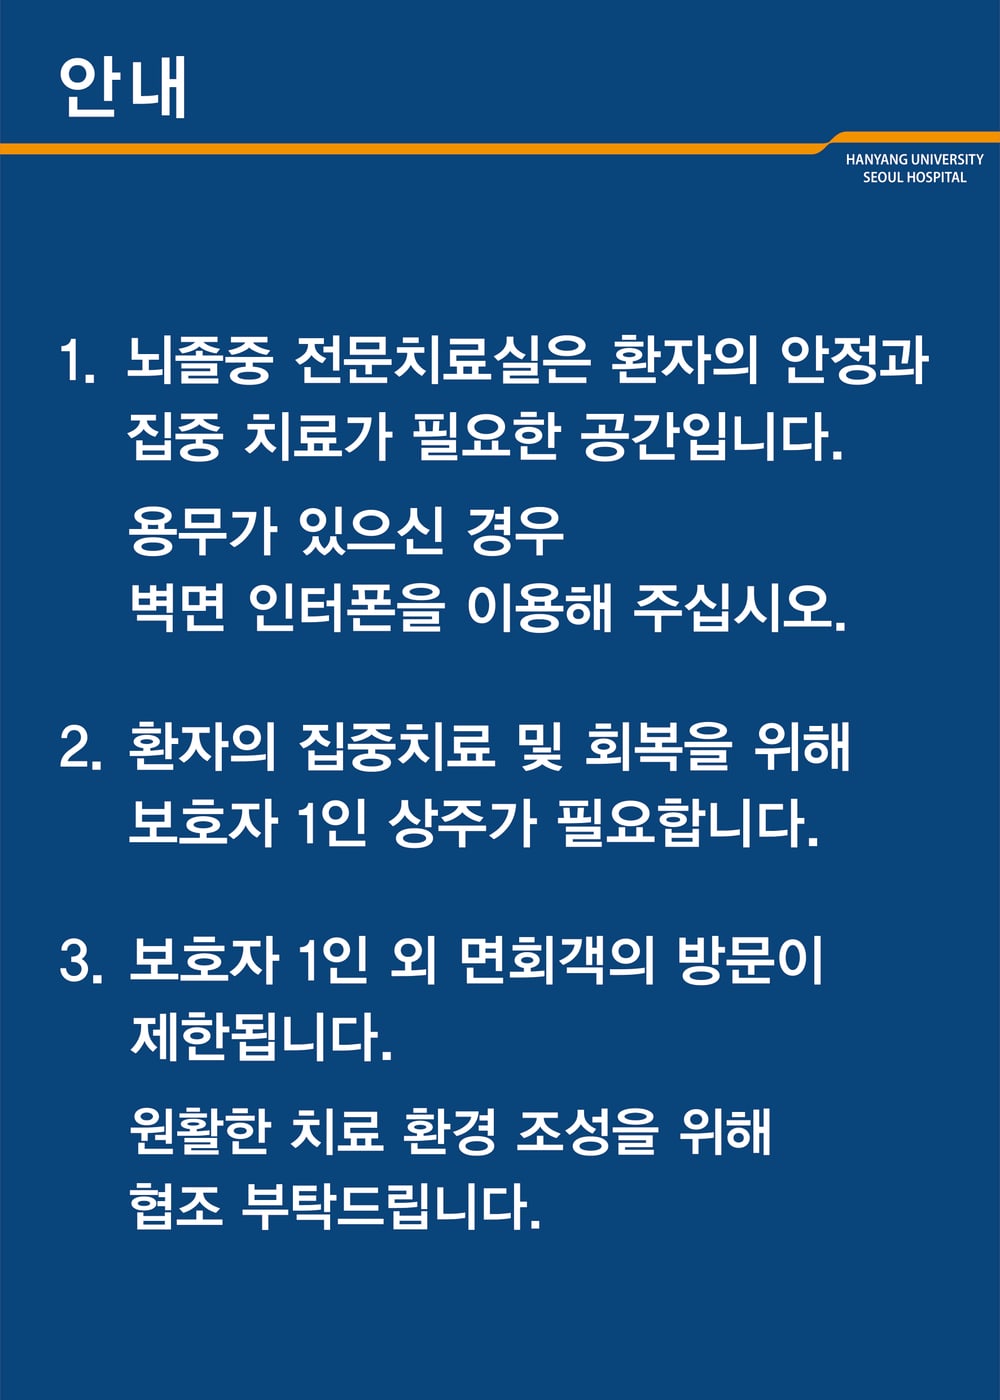 안내
HANYANG UNIVERSITY
SEOUL HOSPITAL
1. 뇌졸중 전문치료실은 환자의 안정과
집중 치료가 필요한 공간입니다.
용무가 있으신 경우
벽면 인터폰을 이용해 주십시오.
2. 환자의 집중치료 및 회복을 위해
보호자 1인 상주가 필요합니다.
3. 보호자 1인 외 면회객의 방문이
제한됩니다.
원활한 치료 환경 조성을 위해
협조 부탁드립니다.